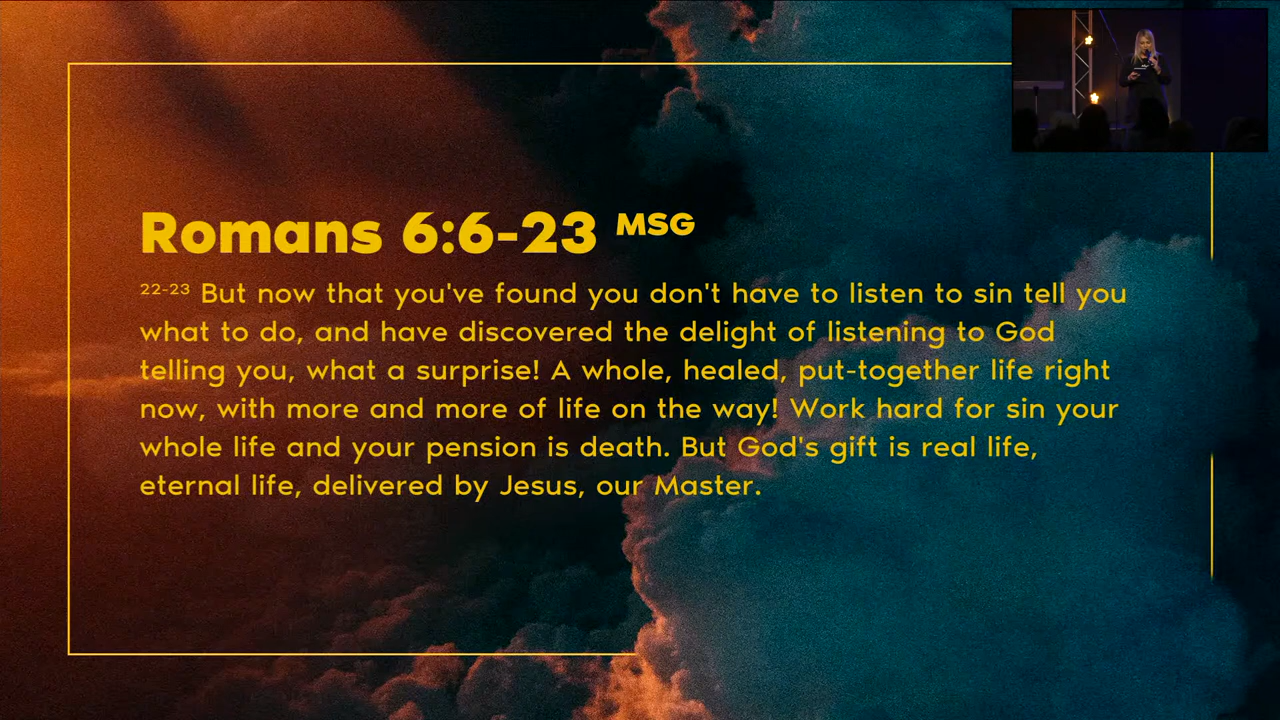 Romans 6:6-23 MSG
22-23 But now that you've found you don't have to listen to sin tell you
what to do, and have discovered the delight of listening to God
telling you, what a surprise! A whole, healed, put-together life right
now, with more and more of life on the way! Work hard for sin your
whole life and your pension is death. But God's gift is real life,
eternal life, delivered by Jesus, our Master.